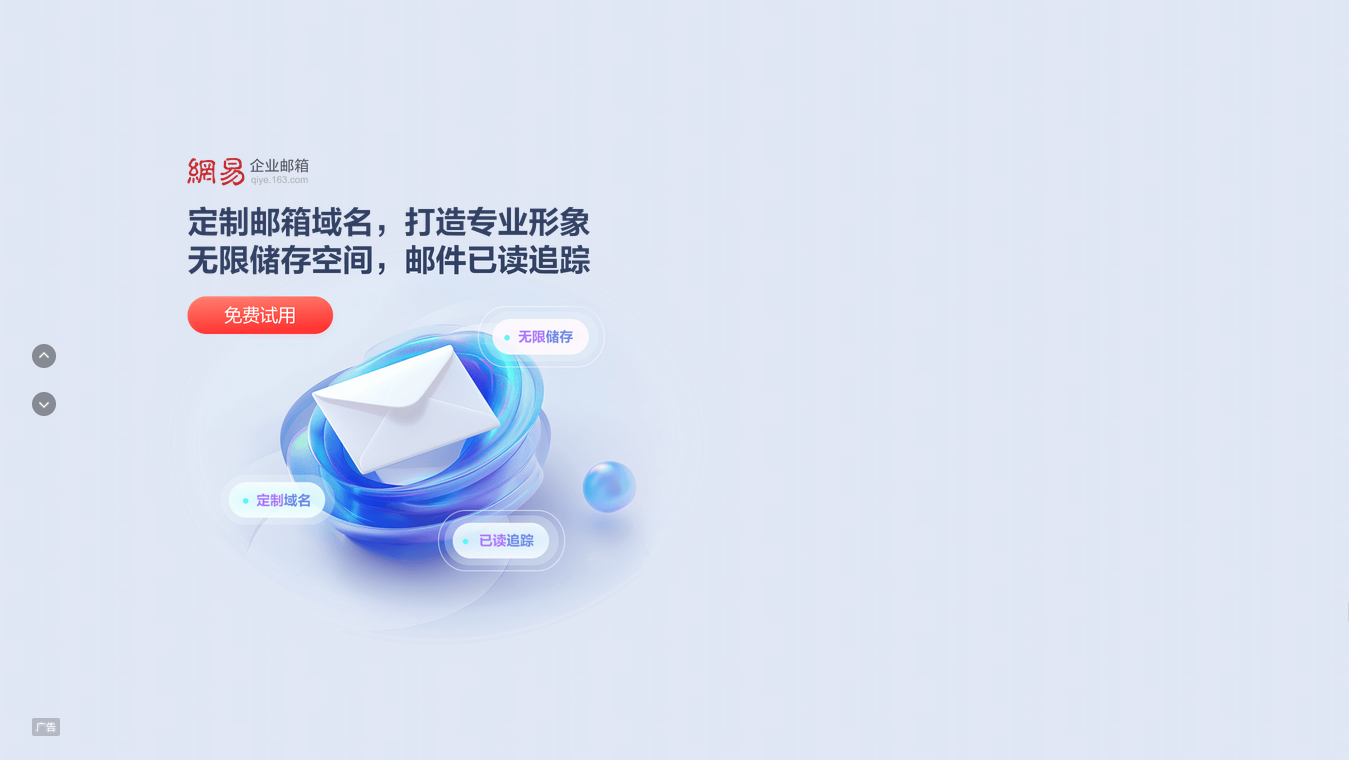 網易 企业邮箱
qiye.163.com
定制邮箱域名，打造专业形象
无限储存空间，邮件已读追踪
免费试用
无限储存
定制域名
已读追踪
广告